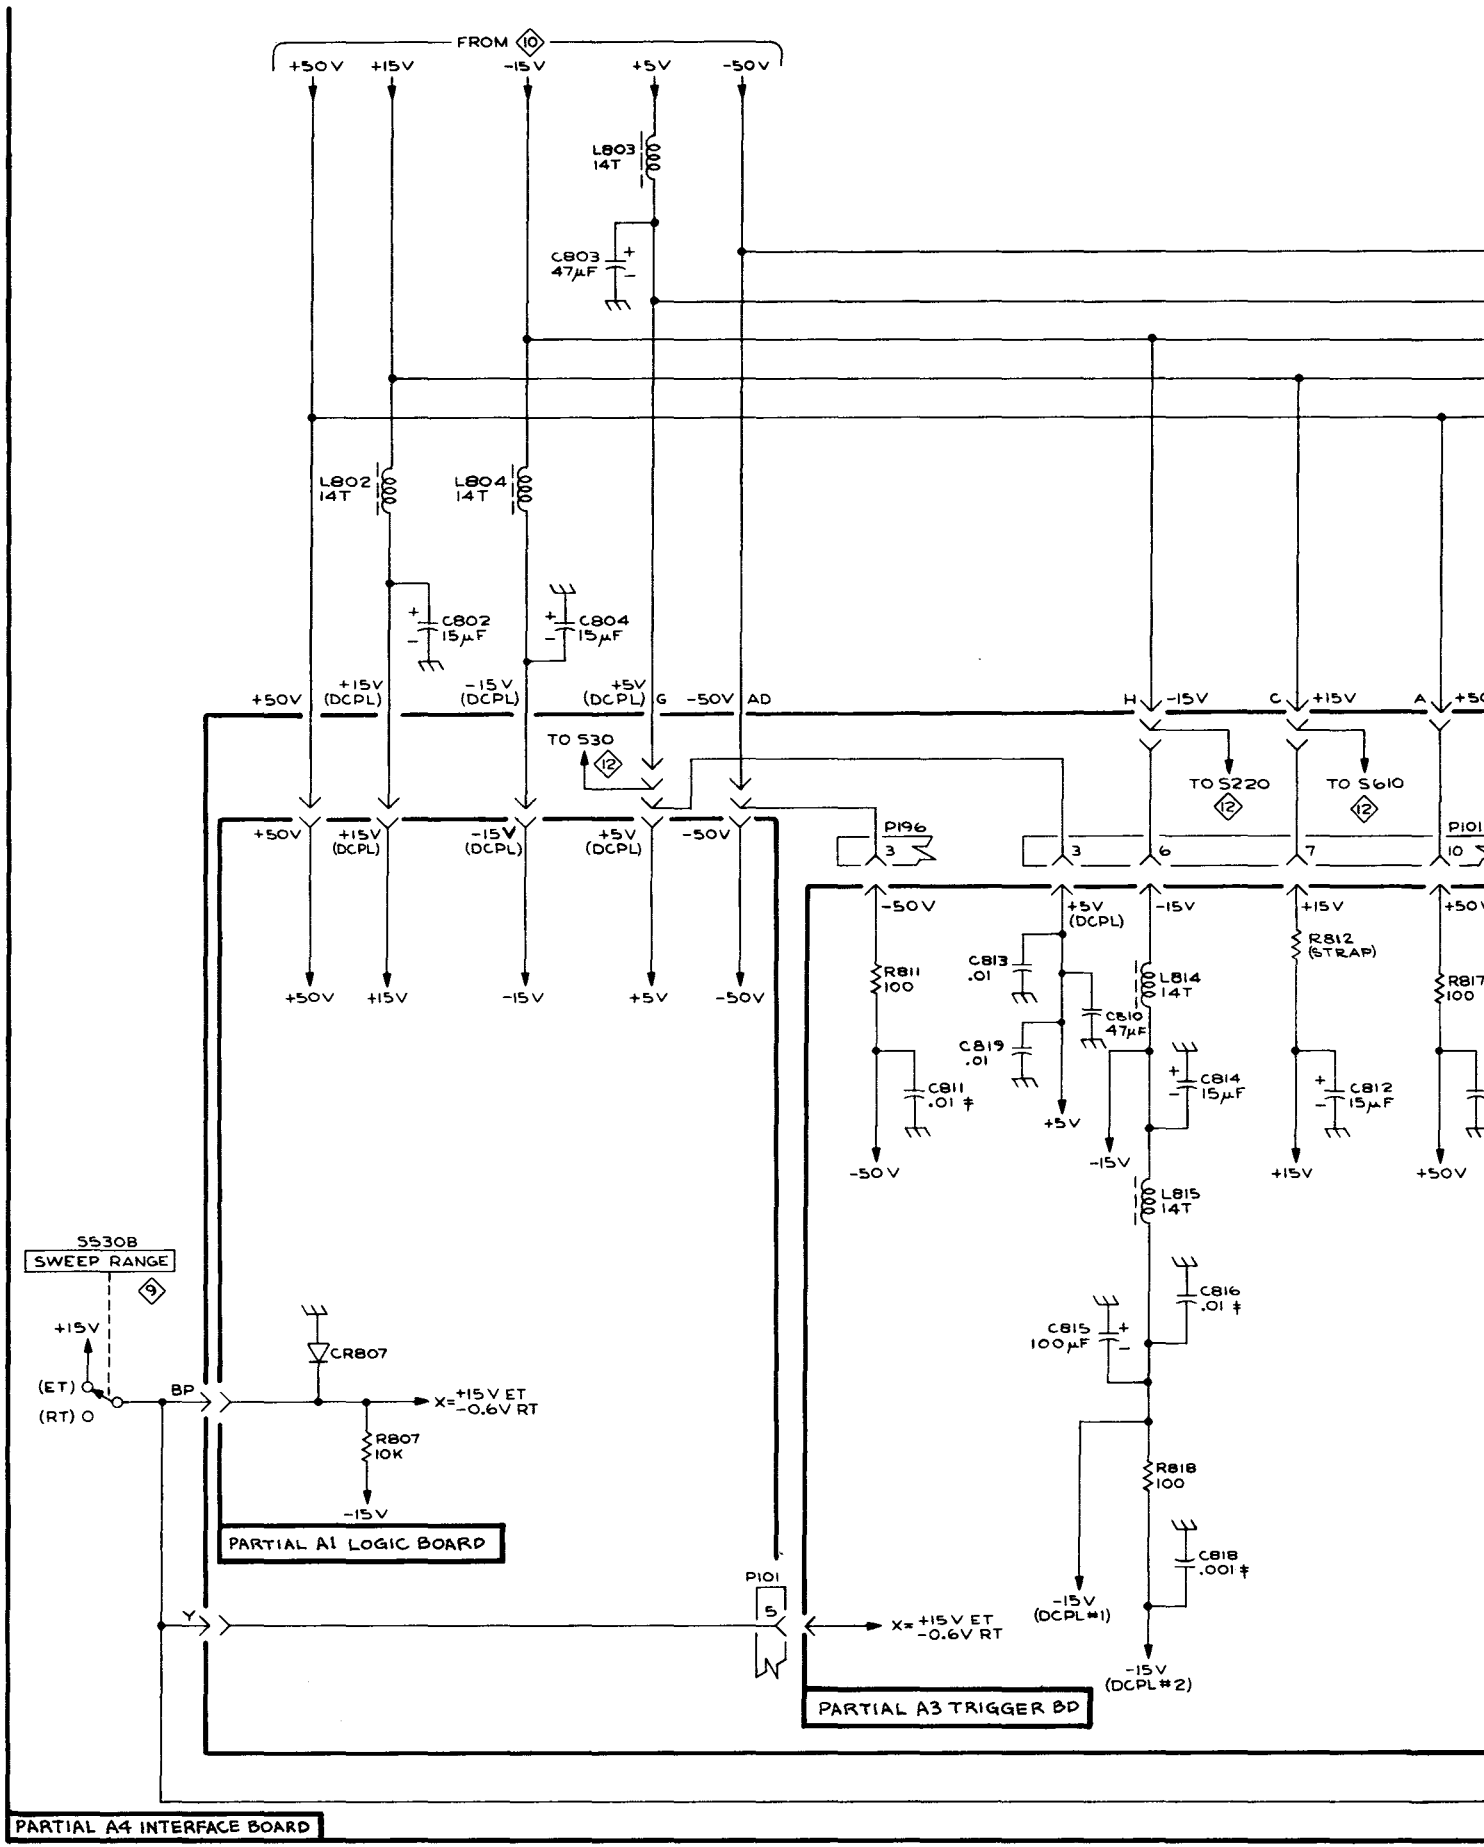 FROM 10
+50V +15V -15V +5V -50V
L803
14T
C803
47μF
+
-
L802
14T
L804
14T
+
-
C802
15μF
+
-
C804
15μF
+50V
+15V
(DCPL)
-15V
(DCPL)
+5V
(DCPL) G
-50V AD
H -15V
C +15V
TO S30
12
TO S220
12
TO S610
12
+50V
+15V
(DCPL)
-15V
(DCPL)
+5V
(DCPL)
-50V
P196
3
3
6
7
P101
10
-50V
+5V
(DCPL)
-15V
+15V
R811
100
C813
.01
C810
47μF
C819
.01
L814
14T
R812
(STRAP)
R817
100
+50V +15V -15V +5V -50V
C811
.01 ‡
+
-
C814
15μF
+
-
C812
15μF
-50V
+5V
-15V
+15V
+50V
L815
14T
S530B
SWEEP RANGE
9
+15V
(ET)
(RT)
BP
CR807
X= +15V ET
-0.6V RT
R807
10K
-15V
C816
.01 ‡
C815
100μF
+
-
R818
100
PARTIAL A1 LOGIC BOARD
C818
.001 ‡
P101
5
Y
X= +15V ET
-0.6V RT
-15V
(DCPL#1)
-15V
(DCPL#2)
PARTIAL A3 TRIGGER BD
PARTIAL A4 INTERFACE BOARD